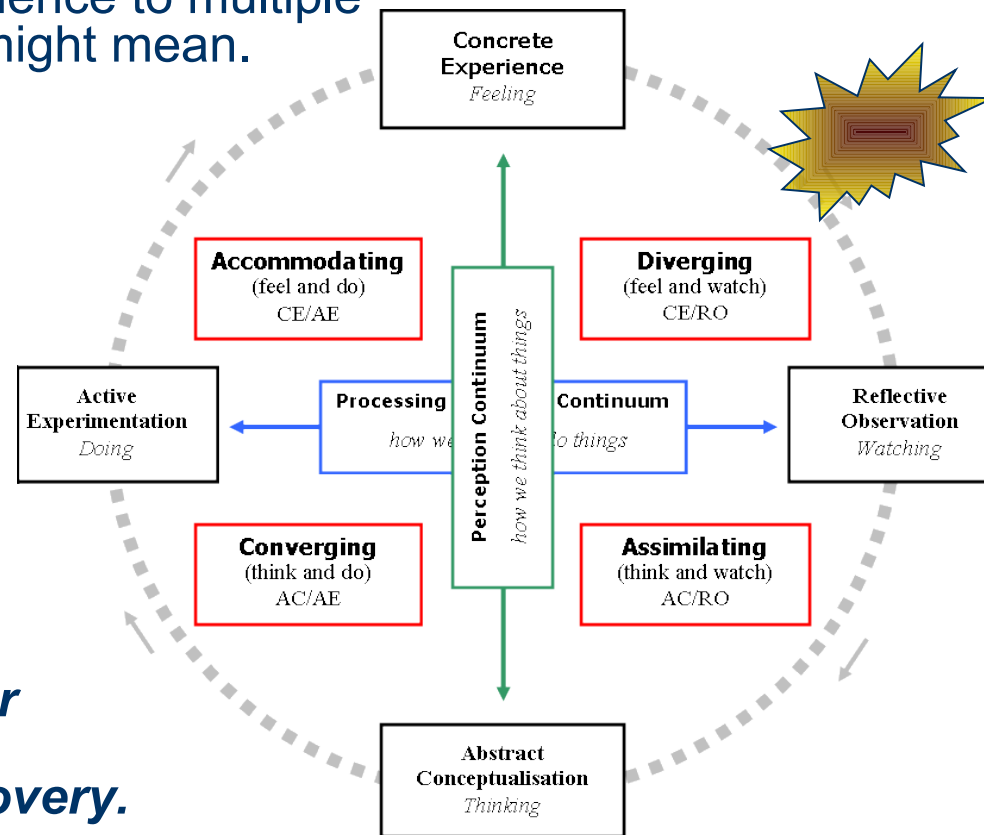 to multiple
might mean.
Concrete
Experience
Feeling
Accommodating
(feel and do)
CE/AE
Diverging
(feel and watch)
CE/RO
Perception Continuum
how we think about things
Active
Experimentation
Doing
Processing Continuum
how we do things
Reflective
Observation
Watching
Converging
(think and do)
AC/AE
Assimilating
(think and watch)
AC/RO
Abstract
Conceptualisation
Thinking